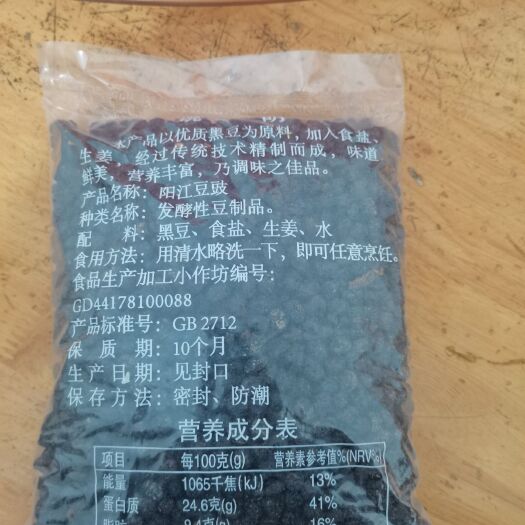 说 明
本产品以优质黑豆为原料，加入食盐、
生姜，经过传统技术精制而成，味道
鲜美，营养丰富，乃调味之佳品。
产品名称：阳江豆豉
种类名称：发酵性豆制品。
配 料：黑豆、食盐、生姜、水
食用方法：用清水略洗一下，即可任意烹饪。
食品生产加工小作坊编号：
GD44178100088
产品标准号：GB 2712
保 质 期：10个月
生产日期：见封口
保存方法：密封、防潮
营养成分表
项目 每100克(g) 营养素参考值%(NRV%)
能量 1065千焦(kJ) 13%
蛋白质 24.6克(g) 41%
脂肪 9.4克(g) 16%